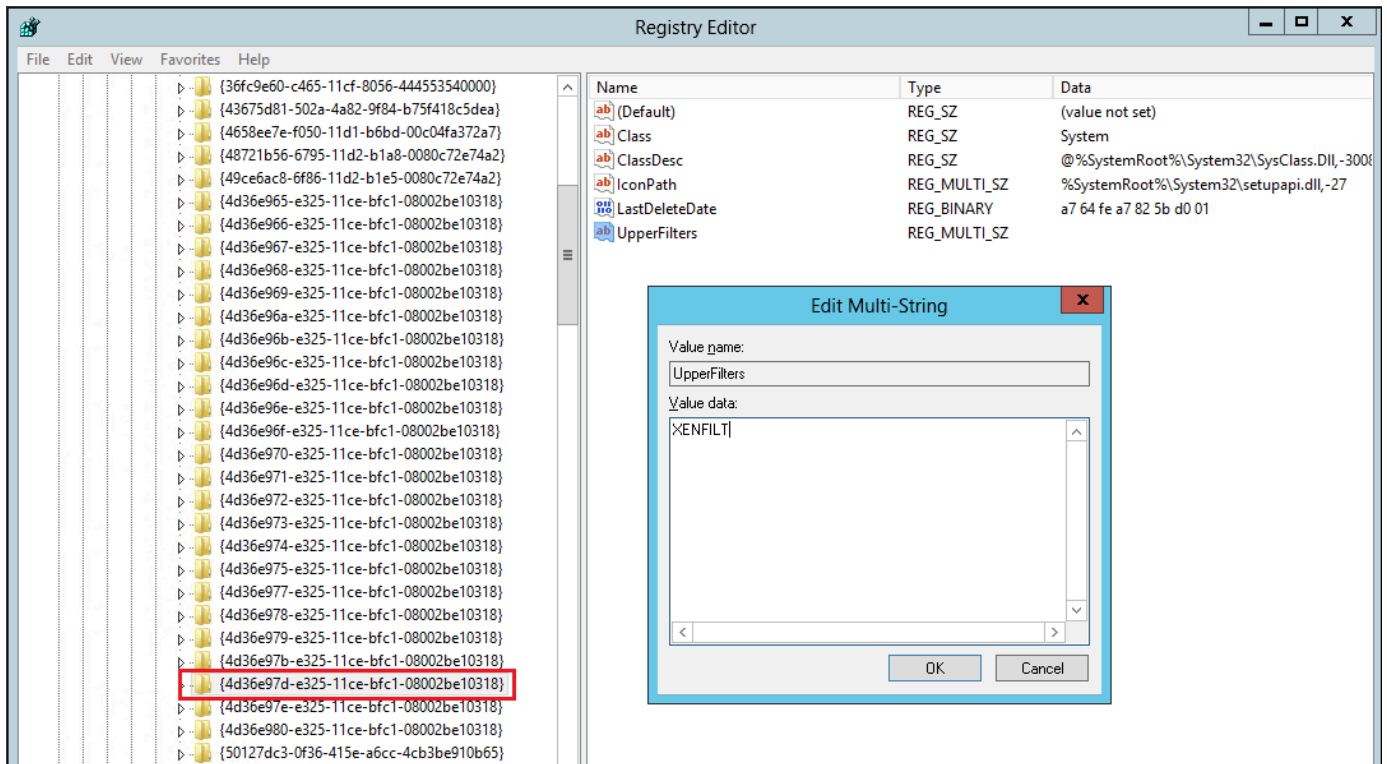 Registry Editor
File Edit View Favorites Help
{36fc9e60-c465-11cf-8056-444553540000}
{43675d81-502a-4a82-9f84-b75f418c5dea}
{4658ee7e-f050-11d1-b6bd-00c04fa372a7}
{48721b56-6795-11d2-b1a8-0080c72e74a2}
{49ce6ac8-6f86-11d2-b1e5-0080c72e74a2}
{4d36e965-e325-11ce-bfc1-08002be10318}
{4d36e966-e325-11ce-bfc1-08002be10318}
{4d36e967-e325-11ce-bfc1-08002be10318}
{4d36e968-e325-11ce-bfc1-08002be10318}
{4d36e969-e325-11ce-bfc1-08002be10318}
{4d36e96a-e325-11ce-bfc1-08002be10318}
{4d36e96b-e325-11ce-bfc1-08002be10318}
{4d36e96c-e325-11ce-bfc1-08002be10318}
{4d36e96d-e325-11ce-bfc1-08002be10318}
{4d36e96e-e325-11ce-bfc1-08002be10318}
{4d36e96f-e325-11ce-bfc1-08002be10318}
{4d36e970-e325-11ce-bfc1-08002be10318}
{4d36e971-e325-11ce-bfc1-08002be10318}
{4d36e972-e325-11ce-bfc1-08002be10318}
{4d36e973-e325-11ce-bfc1-08002be10318}
{4d36e974-e325-11ce-bfc1-08002be10318}
{4d36e975-e325-11ce-bfc1-08002be10318}
{4d36e977-e325-11ce-bfc1-08002be10318}
{4d36e978-e325-11ce-bfc1-08002be10318}
{4d36e979-e325-11ce-bfc1-08002be10318}
{4d36e97b-e325-11ce-bfc1-08002be10318}
{4d36e97d-e325-11ce-bfc1-08002be10318}
{4d36e97e-e325-11ce-bfc1-08002be10318}
{4d36e980-e325-11ce-bfc1-08002be10318}
{50127dc3-0f36-415e-a6cc-4cb3be910b65}
Name Type Data
(Default) REG_SZ (value not set)
Class REG_SZ System
ClassDesc REG_SZ @%SystemRoot%\System32\SysClass.Dll,-3008
IconPath REG_MULTI_SZ %SystemRoot%\System32\setupapi.dll,-27
LastDeleteDate REG_BINARY a7 64 fe a7 82 5b d0 01
UpperFilters REG_MULTI_SZ
Edit Multi-String
Value name:
UpperFilters
Value data:
XENFILT
OK Cancel